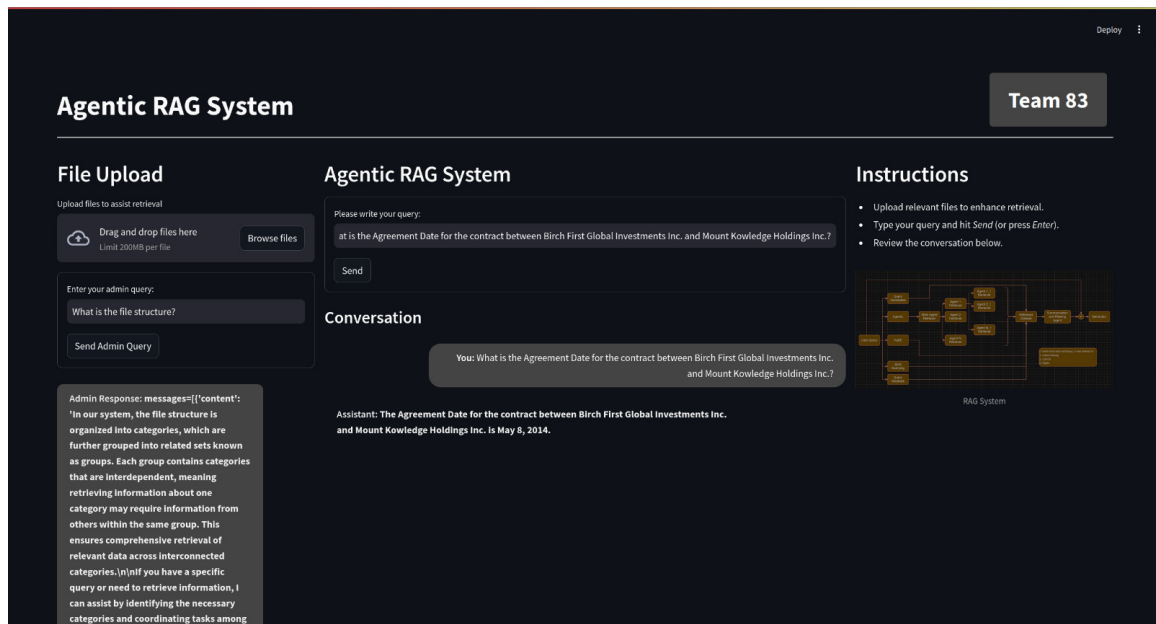 Deploy
Agentic RAG System
Team 83
File Upload
Upload files to assist retrieval
Drag and drop files here
Limit 200MB per file
Browse files
Enter your admin query:
What is the file structure?
Send Admin Query
Admin Response: messages=[{'content':
'In our system, the file structure is
organized into categories, which are
further grouped into related sets known
as groups. Each group contains categories
that are interdependent, meaning
retrieving information about one
category may require information from
others within the same group. This
ensures comprehensive retrieval of
relevant data across interconnected
categories.\n\nIf you have a specific
query or need to retrieve information, I
can assist by identifying the necessary
categories and coordinating tasks among
Agentic RAG System
Please write your query:
at is the Agreement Date for the contract between Birch First Global Investments Inc. and Mount Kowledge Holdings Inc.?
Send
Conversation
You: What is the Agreement Date for the contract between Birch First Global Investments Inc.
and Mount Kowledge Holdings Inc.?
Assistant: The Agreement Date for the contract between Birch First Global Investments Inc.
and Mount Kowledge Holdings Inc. is May 8, 2014.
Instructions
• Upload relevant files to enhance retrieval.
• Type your query and hit Send (or press Enter).
• Review the conversation below.
RAG System